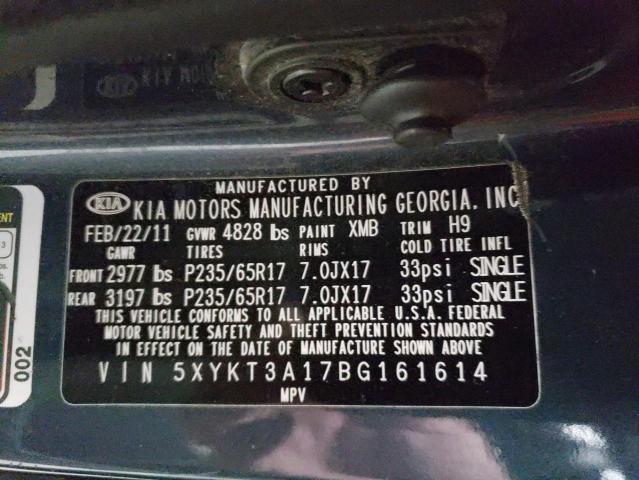 MANUFACTURED BY
KIA KIA MOTORS MANUFACTURING GEORGIA. INC
FEB/22/11 GVWR 4828 lbs PAINT XMB TRIM H9
GAWR TIRES RIMS COLD TIRE INFL
FRONT 2977 lbs P235/65R17 7.0JX17 33psi SINGLE
REAR 3197 lbs P235/65R17 7.0JX17 33psi SINGLE
THIS VEHICLE CONFORMS TO ALL APPLICABLE U.S.A. FEDERAL
MOTOR VEHICLE SAFETY AND THEFT PREVENTION STANDARDS
IN EFFECT ON THE DATE OF MANUFACTURE SHOWN ABOVE
VIN 5XYKT3A17BG161614
MPV
002